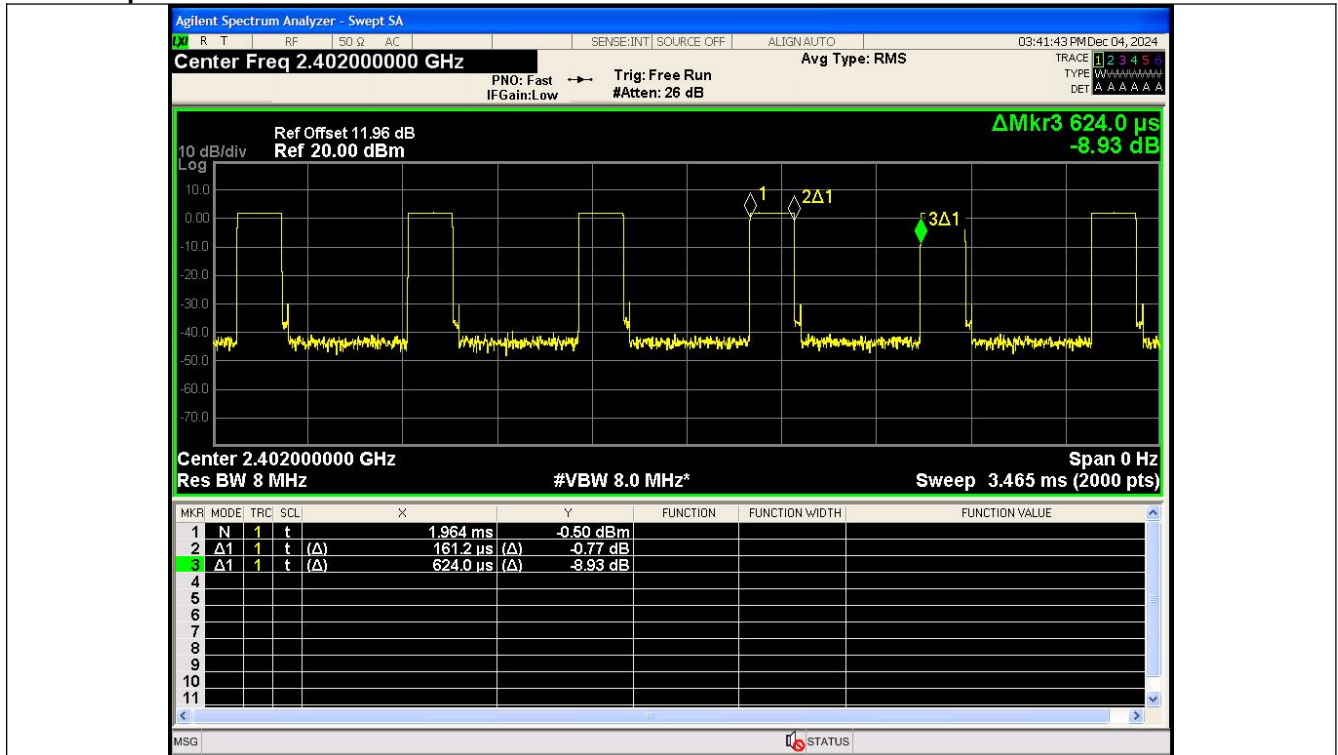 Agilent Spectrum Analyzer - Swept SA
LXI R T RF 50 Ω AC SENSE:INT SOURCE OFF ALIGNAUTO 03:41:43 PM Dec 04, 2024
Center Freq 2.402000000 GHz
Avg Type: RMS
TRACE 1 2 3 4 5 6
PNO: Fast Trig: Free Run
TYPE WWWWWW
IFGain:Low #Atten: 26 dB
DET A A A A A A
ΔMkr3 624.0 µs
-8.93 dB
Ref Offset 11.96 dB
10 dB/div Ref 20.00 dBm
Log
10.0
0.00
-10.0
-20.0
-30.0
-40.0
-50.0
-60.0
-70.0
1
2Δ1
3Δ1
Center 2.402000000 GHz Span 0 Hz
Res BW 8 MHz #VBW 8.0 MHz* Sweep 3.465 ms (2000 pts)
MKR MODE TRC SCL X Y FUNCTION FUNCTION WIDTH FUNCTION VALUE
1 N 1 t 1.964 ms -0.50 dBm
2 Δ1 1 t (Δ) 161.2 µs (Δ) -0.77 dB
3 Δ1 1 t (Δ) 624.0 µs (Δ) -8.93 dB
4
5
6
7
8
9
10
11
MSG STATUS